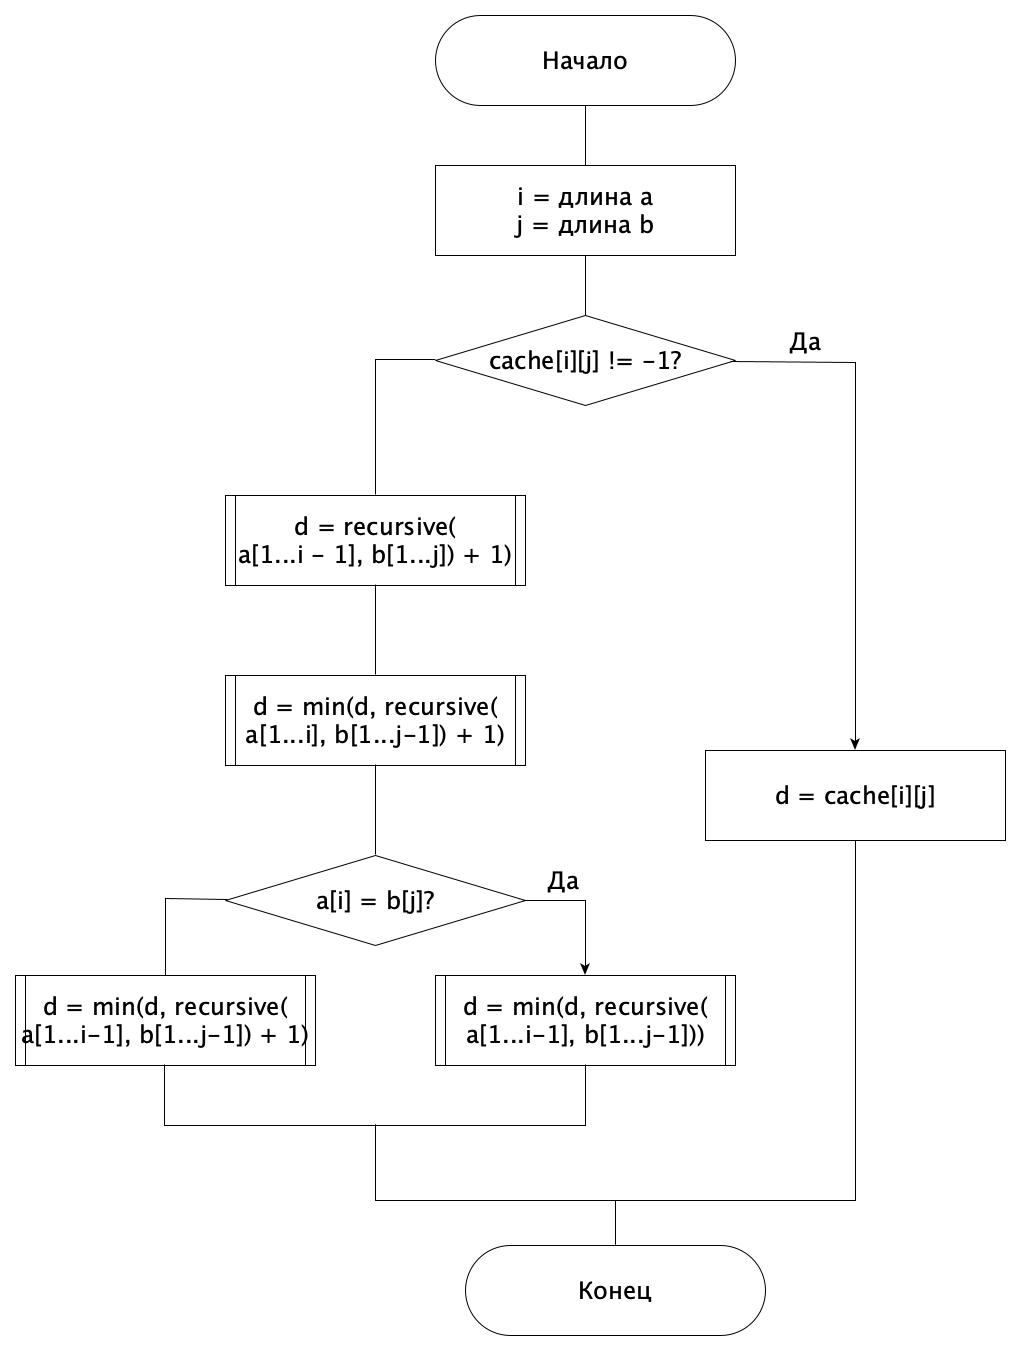 Начало
i = длина a
j = длина b
cache[i][j] != -1?
Да
d = recursive(
a[1...i - 1], b[1...j]) + 1)
d = min(d, recursive(
a[1...i], b[1...j-1]) + 1)
d = cache[i][j]
a[i] = b[j]?
Да
d = min(d, recursive(
a[1...i-1], b[1...j-1]) + 1)
d = min(d, recursive(
a[1...i-1], b[1...j-1]))
Конец